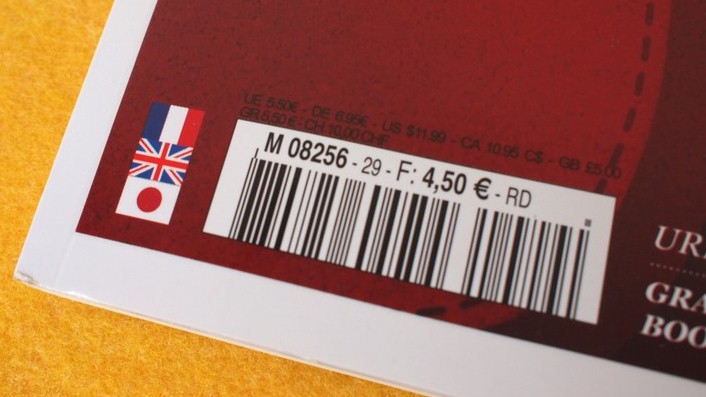 UE 5.50€ - DE 6.95€ - US $11.99 - CA 10.95 C$ - GB £5.00
GR 5,50 € : CH 10.00 CHF
M 08256 - 29 - F: 4,50 € - RD
GRA
BOO